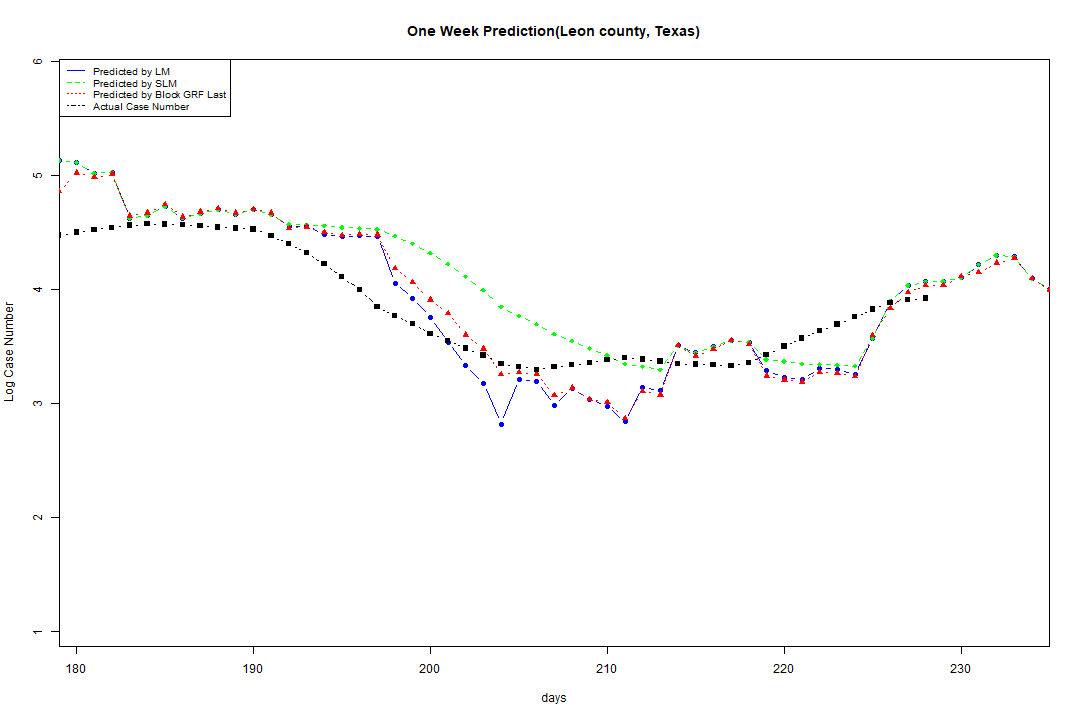 One Week Prediction(Leon county, Texas)
Predicted by LM
Predicted by SLM
Predicted by Block GRF Last
Actual Case Number
6
5
4
3
2
1
Log Case Number
180 190 200 210 220 230
days